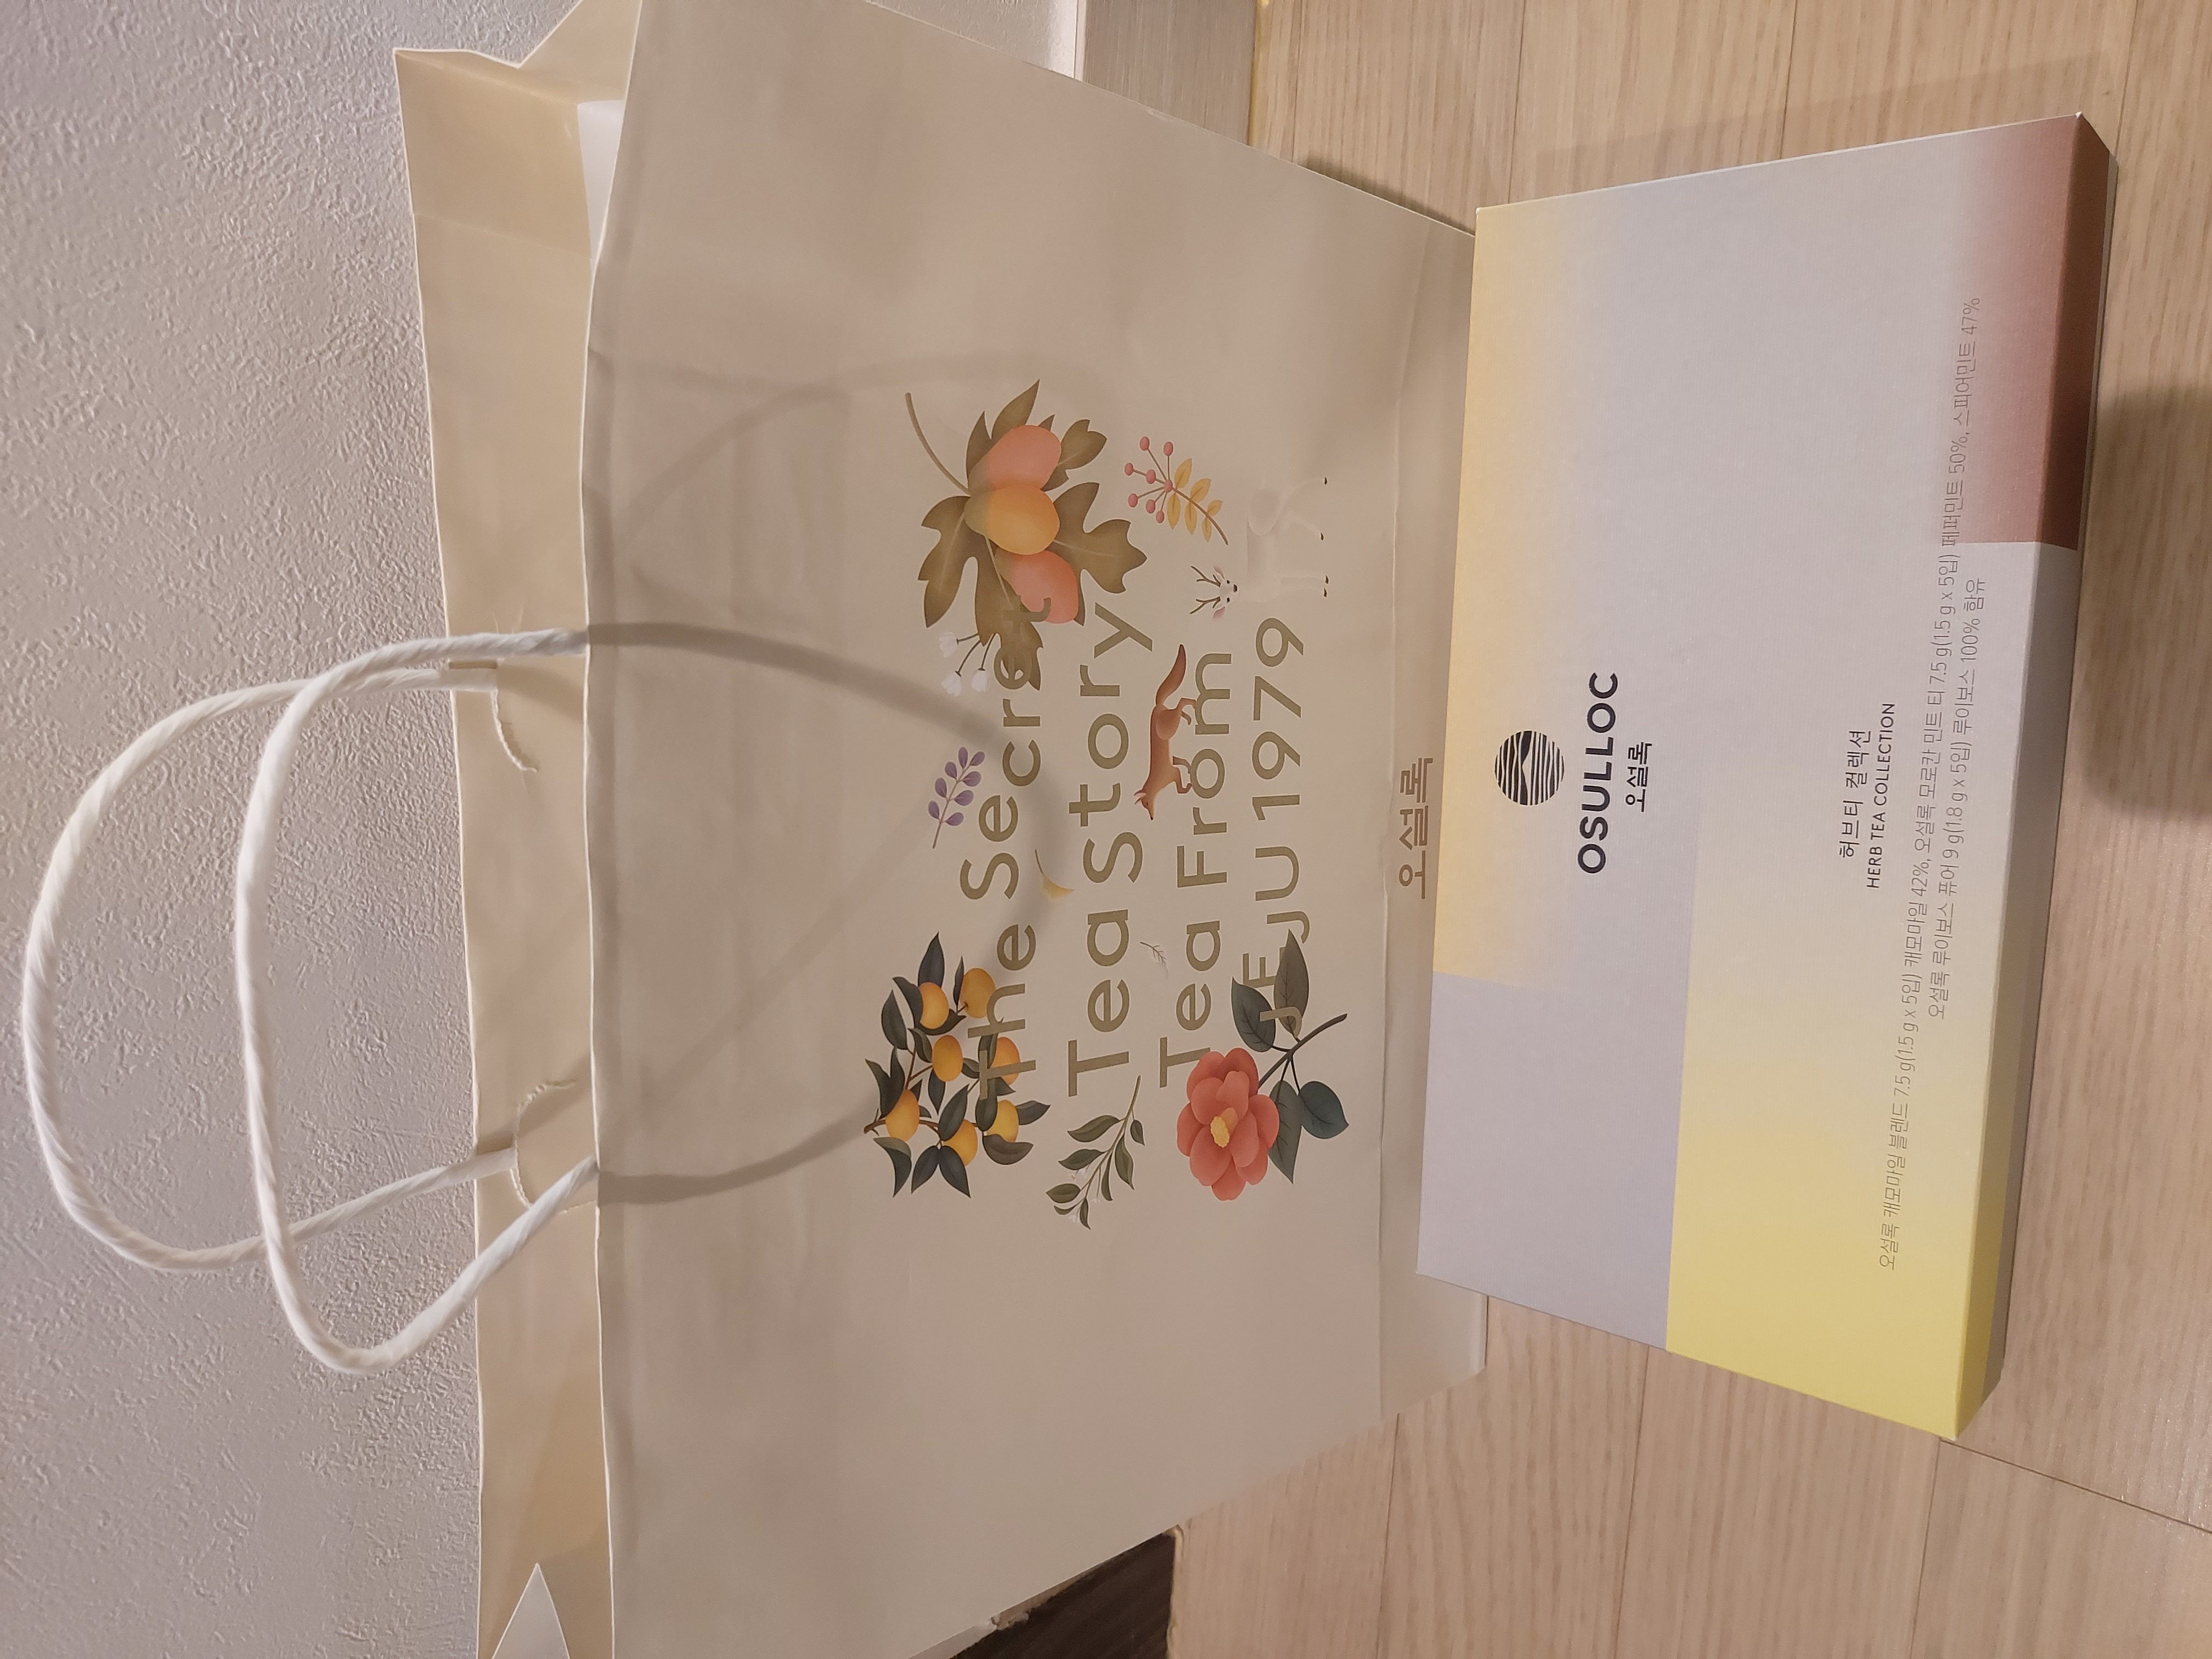 The Secret
Tea Story
Tea From
JEJU 1979
오설록
OSULLOC
오설록
허브티 컬렉션
HERB TEA COLLECTION
오설록 캐모마일 블렌드 7.5 g(1.5 g x 5입) 캐모마일 42%, 오설록 모로칸 민트 티 7.5 g(1.5 g x 5입) 페퍼민트 50%, 스피어민트 47%
오설록 루이보스 퓨어 9 g(1.8 g x 5입) 루이보스 100% 함유